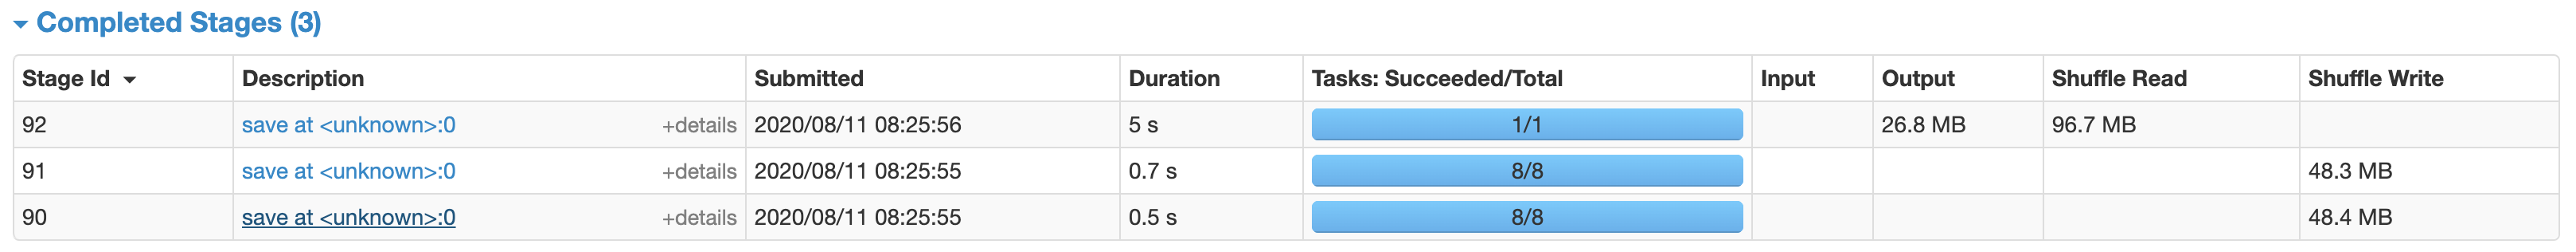 Completed Stages (3)
Stage Id Description Submitted Duration Tasks: Succeeded/Total Input Output Shuffle Read Shuffle Write
92 save at <unknown>:0 +details 2020/08/11 08:25:56 5 s 1/1 26.8 MB 96.7 MB
91 save at <unknown>:0 +details 2020/08/11 08:25:55 0.7 s 8/8 48.3 MB
90 save at <unknown>:0 +details 2020/08/11 08:25:55 0.5 s 8/8 48.4 MB